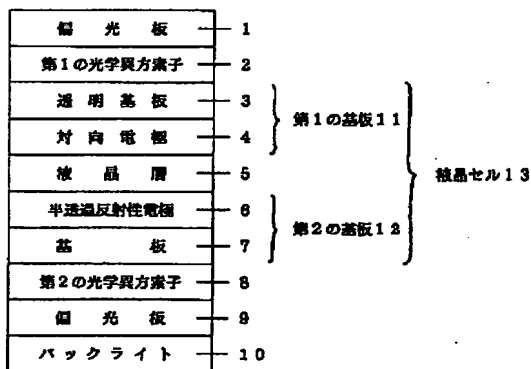 偏光板 1
第1の光学異方素子 2
透明基板 3
対向電極 4
液晶層 5
半透過反射性電極 6
基板 7
第2の光学異方素子 8
偏光板 9
バックライト 10
第1の基板11
第2の基板12
液晶セル13